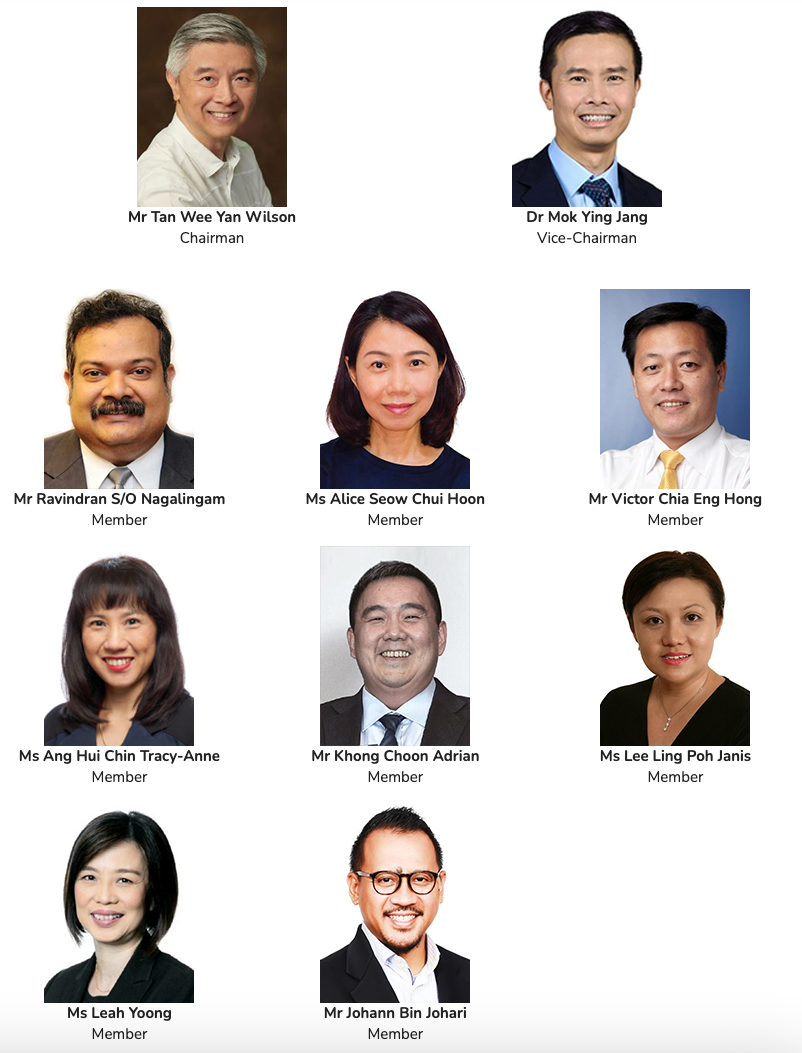 Mr Tan Wee Yan Wilson
Chairman
Dr Mok Ying Jang
Vice-Chairman
Mr Ravindran S/O Nagalingam
Member
Ms Alice Seow Chui Hoon
Member
Mr Victor Chia Eng Hong
Member
Ms Ang Hui Chin Tracy-Anne
Member
Mr Khong Choon Adrian
Member
Ms Lee Ling Poh Janis
Member
Ms Leah Yoong
Member
Mr Johann Bin Johari
Member